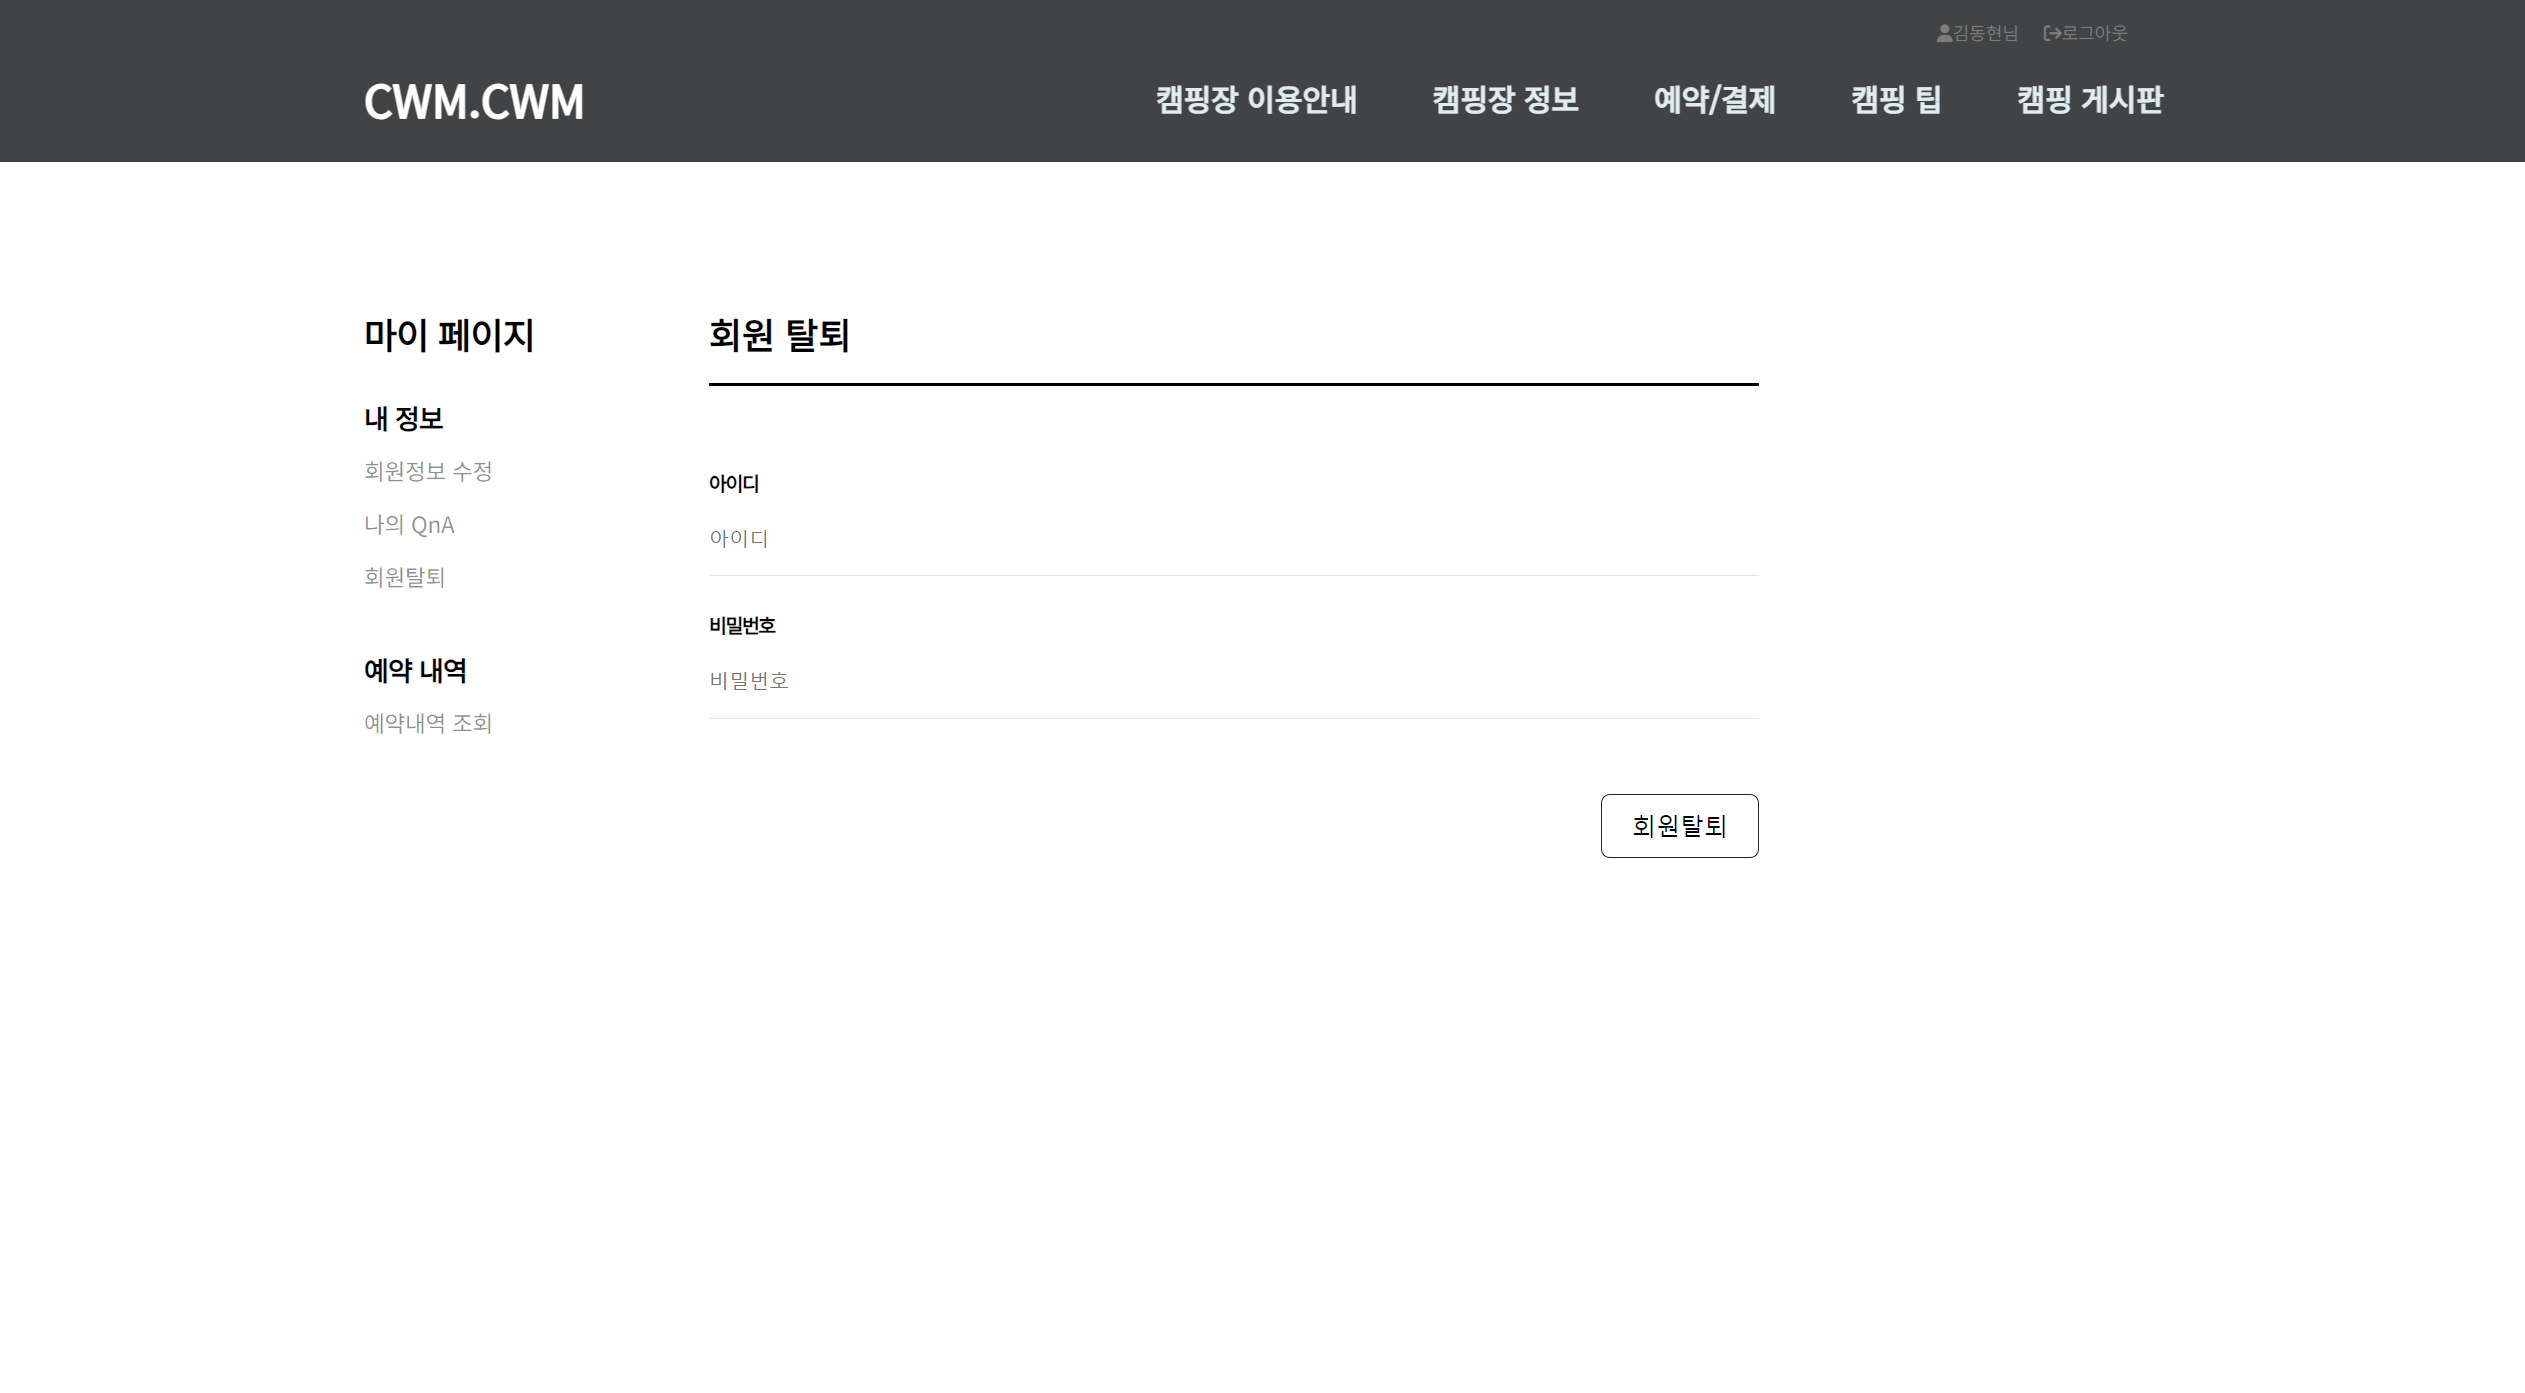 김동현님 로그아웃
CWM.CWM 캠핑장 이용안내 캠핑장 정보 예약/결제 캠핑 팁 캠핑 게시판
마이 페이지
내 정보
회원정보 수정
나의 QnA
회원탈퇴
예약 내역
예약내역 조회
회원 탈퇴
아이디
아이디
비밀번호
비밀번호
회원탈퇴